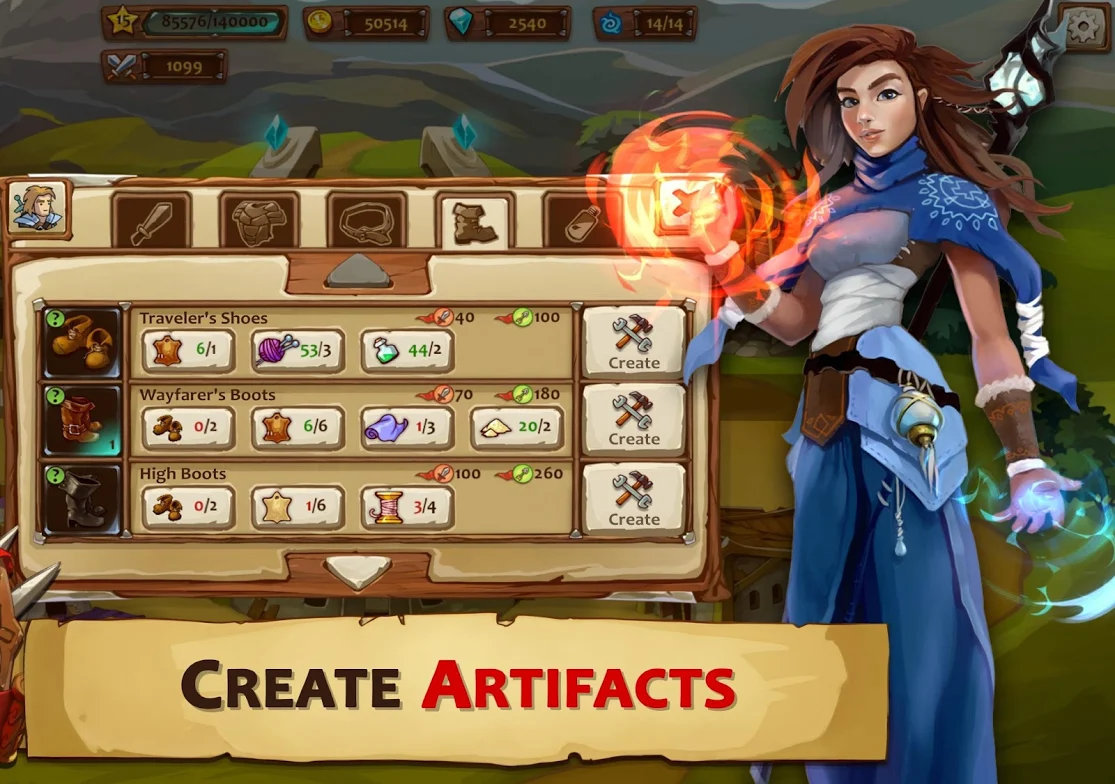 15 85576/140000 50514 2540 14/14
1099
Traveler's Shoes 40 100
6/1 53/3 44/2
Create
Wayfarer's Boots 70 180
1 0/2 6/6 1/3 20/2
Create
High Boots 100 260
0/2 1/6 3/4
Create
CREATE ARTIFACTS